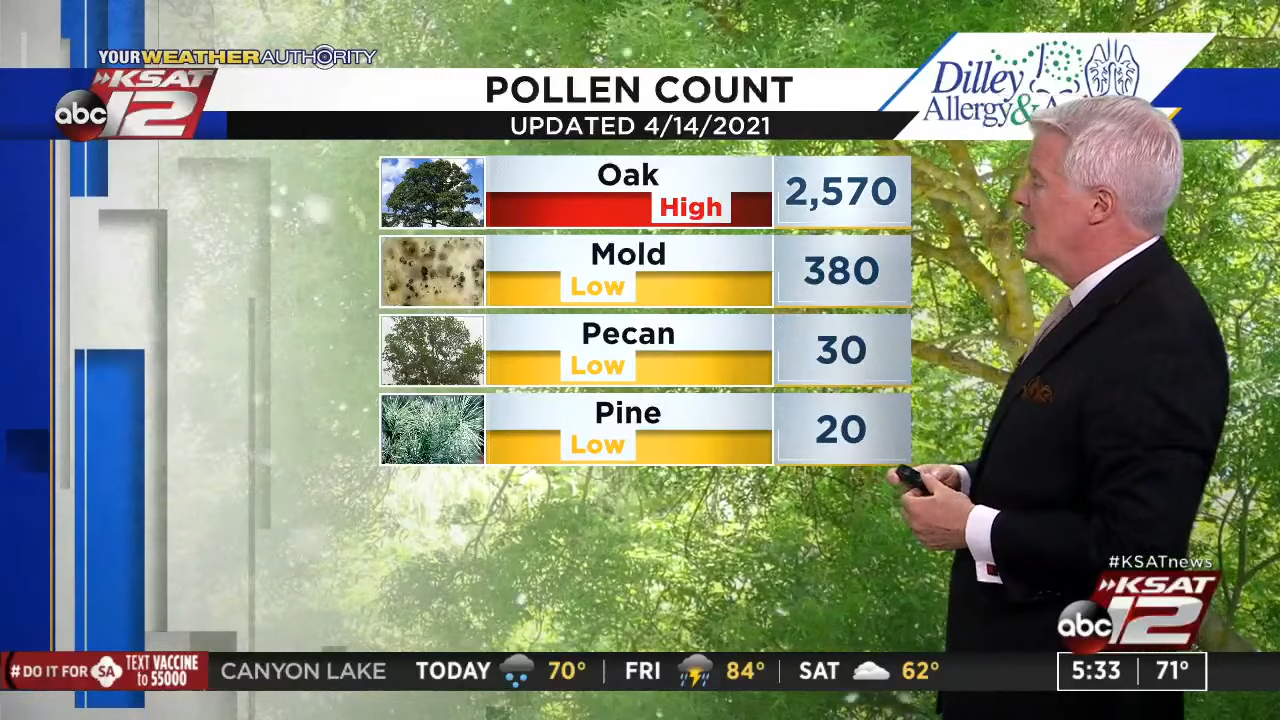 YOUR WEATHER AUTHORITY
KSAT
abc 12
POLLEN COUNT
UPDATED 4/14/2021
Dilley
Allergy &
Oak
High
2,570
Mold
Low
380
Pecan
Low
30
Pine
Low
20
#KSATnews
KSAT
abc 12
#DO IT FOR SA TEXT VACCINE to 55000
CANYON LAKE TODAY 70° FRI 84° SAT 62°
5:33 71°